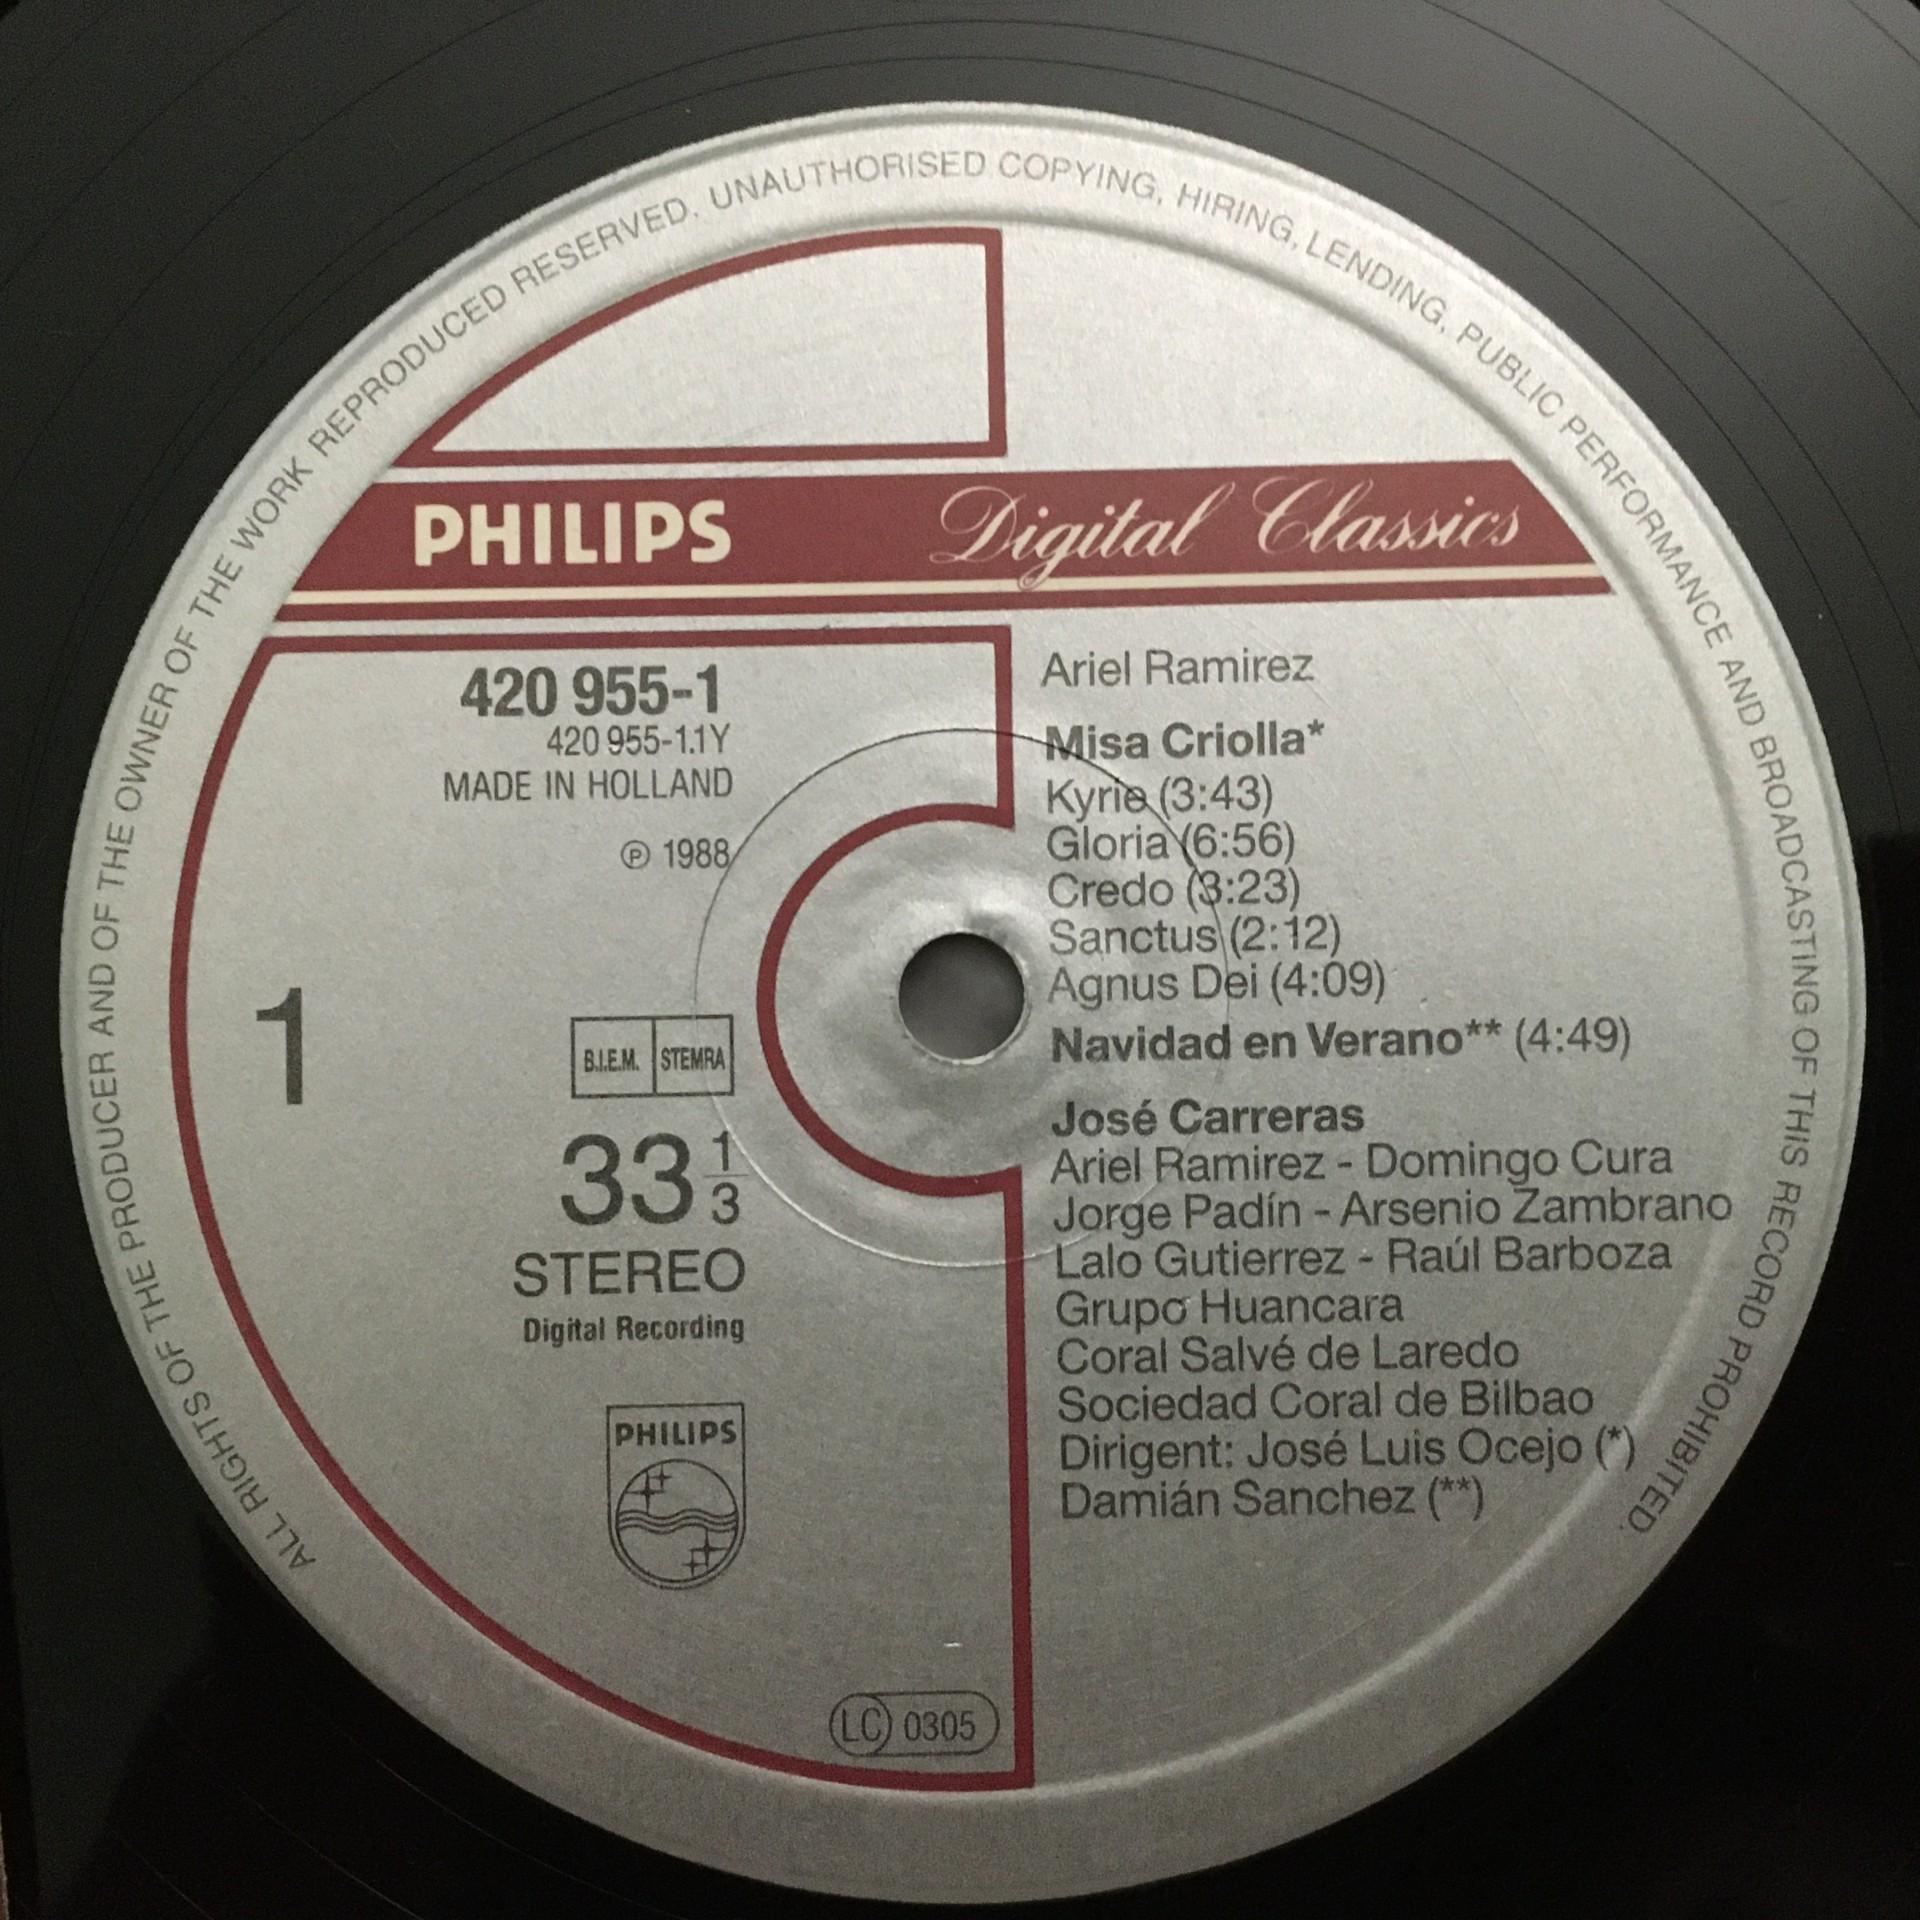 ALL RIGHTS OF THE PRODUCER AND OF THE OWNER OF THE WORK REPRODUCED RESERVED. UNAUTHORISED COPYING, HIRING, LENDING, PUBLIC PERFORMANCE AND BROADCASTING OF THIS RECORD PROHIBITED.
PHILIPS Digital Classics
420 955-1
420 955-1.1Y
MADE IN HOLLAND
℗ 1988
1
B.I.E.M. STEMRA
33 1/3
STEREO
Digital Recording
PHILIPS
LC 0305
Ariel Ramirez
Misa Criolla*
Kyrie (3:43)
Gloria (6:56)
Credo (3:23)
Sanctus (2:12)
Agnus Dei (4:09)
Navidad en Verano** (4:49)
José Carreras
Ariel Ramirez - Domingo Cura
Jorge Padín - Arsenio Zambrano
Lalo Gutierrez - Raúl Barboza
Grupo Huancara
Coral Salvé de Laredo
Sociedad Coral de Bilbao
Dirigent: José Luis Ocejo (*)
Damián Sanchez (**)